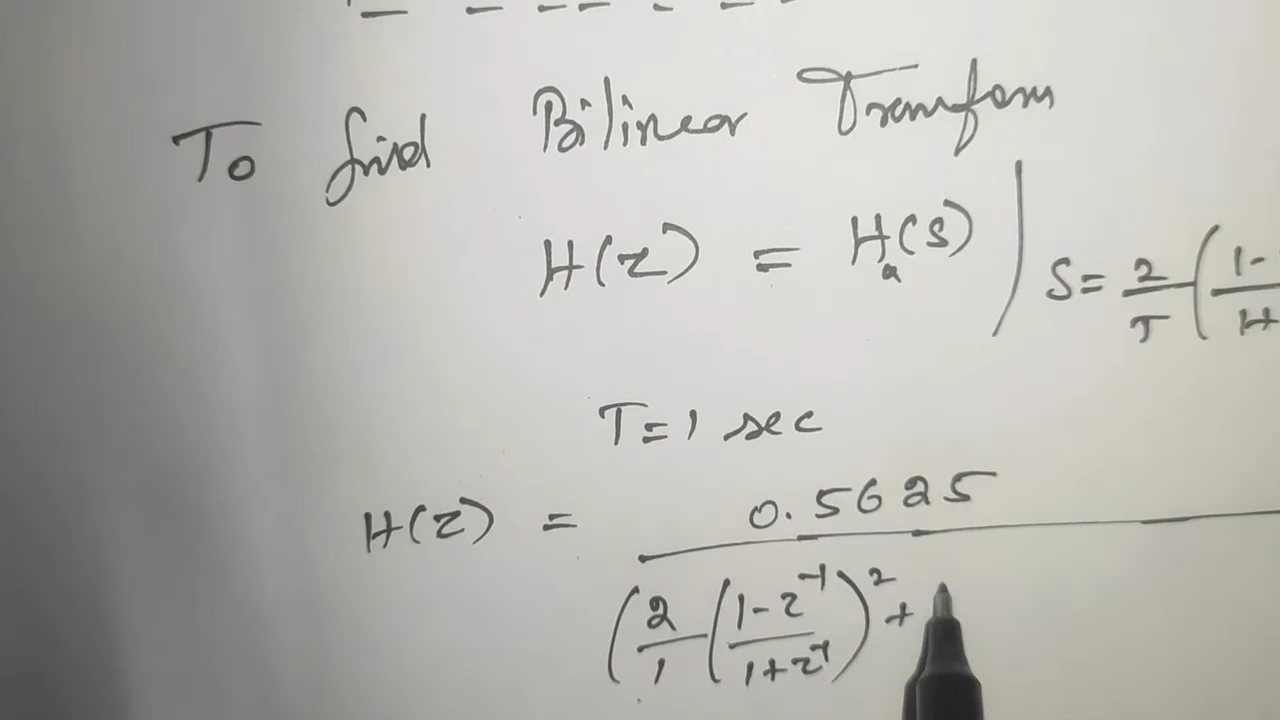 To find Bilinear Transform
H(z) = Ha(s) | s = 2/T (1-
T=1 sec
H(z) = 0.5625
(2/1 (1-z^-1 / 1+z^-1)^2 +